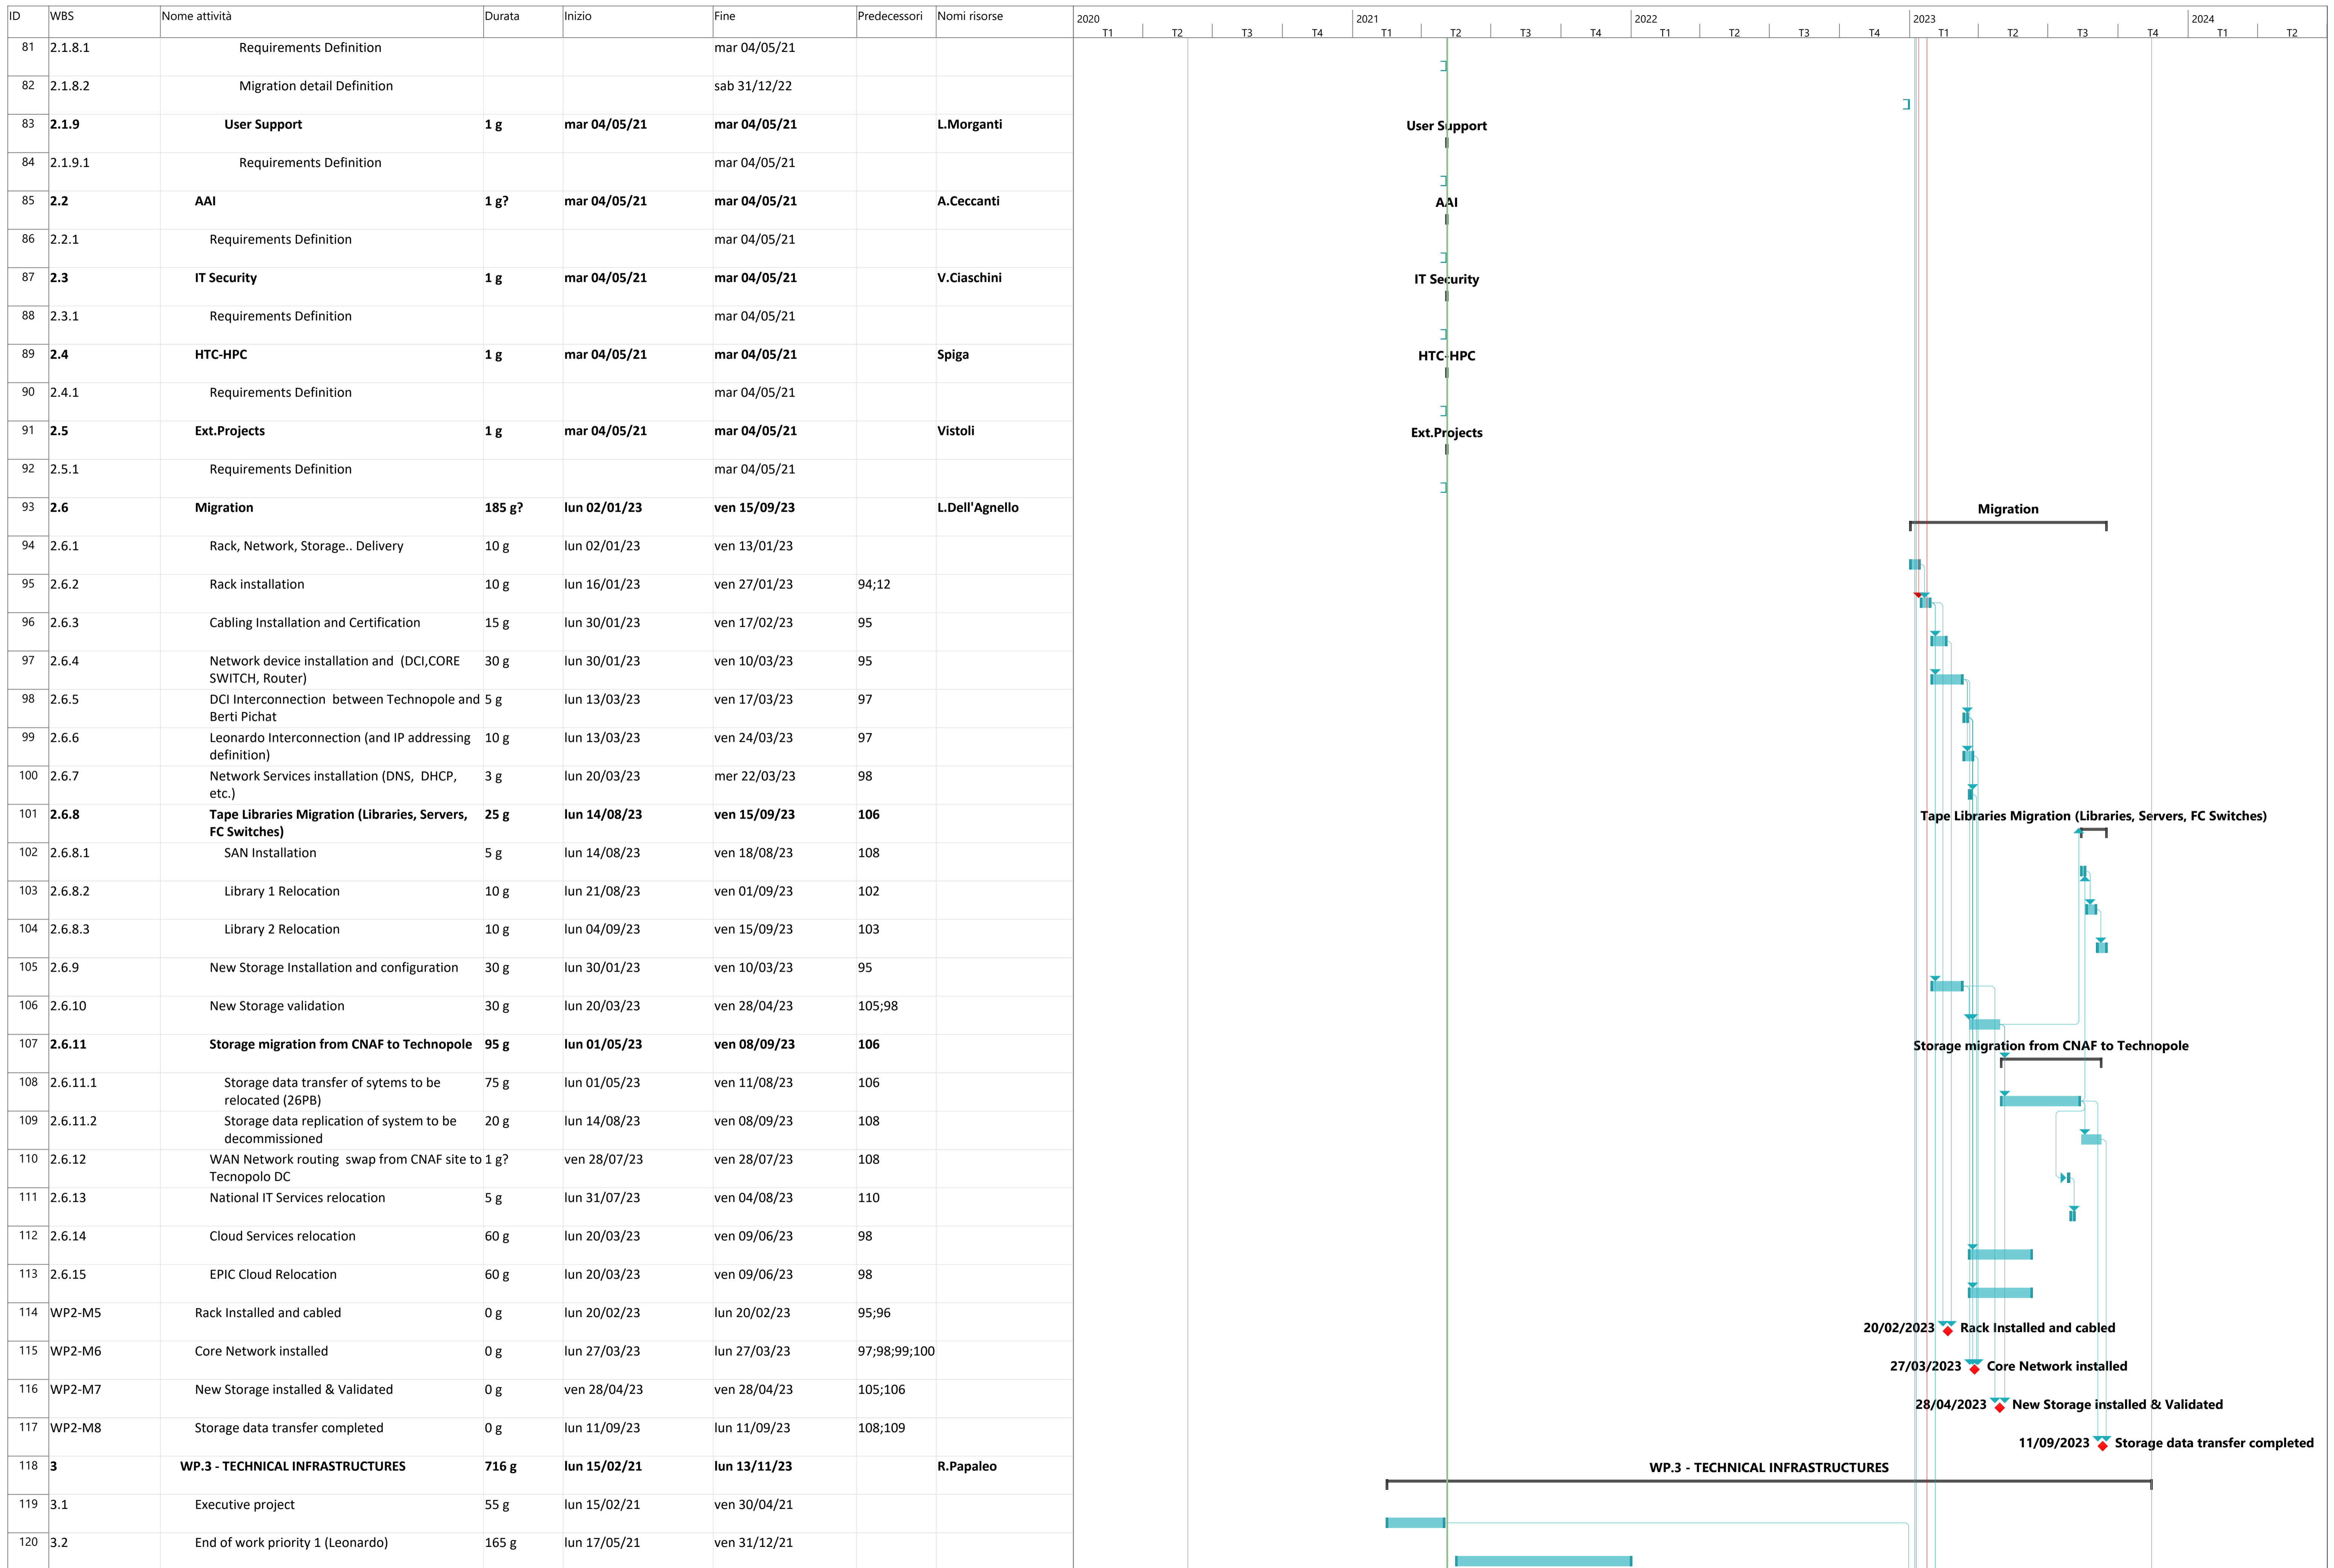 ID WBS Nome attività Durata Inizio Fine Predecessori Nomi risorse 2020 2021 2022 2023 2024
T1 T2 T3 T4 T1 T2 T3 T4 T1 T2 T3 T4 T1 T2 T3 T4 T1 T2
81 2.1.8.1 Requirements Definition mar 04/05/21
82 2.1.8.2 Migration detail Definition sab 31/12/22
83 2.1.9 User Support 1 g mar 04/05/21 mar 04/05/21 L.Morganti User Support
84 2.1.9.1 Requirements Definition mar 04/05/21
85 2.2 AAI 1 g? mar 04/05/21 mar 04/05/21 A.Ceccanti AAI
86 2.2.1 Requirements Definition mar 04/05/21
87 2.3 IT Security 1 g mar 04/05/21 mar 04/05/21 V.Ciaschini IT Security
88 2.3.1 Requirements Definition mar 04/05/21
89 2.4 HTC-HPC 1 g mar 04/05/21 mar 04/05/21 Spiga HTC-HPC
90 2.4.1 Requirements Definition mar 04/05/21
91 2.5 Ext.Projects 1 g mar 04/05/21 mar 04/05/21 Vistoli Ext.Projects
92 2.5.1 Requirements Definition mar 04/05/21
93 2.6 Migration 185 g? lun 02/01/23 ven 15/09/23 L.Dell'Agnello Migration
94 2.6.1 Rack, Network, Storage.. Delivery 10 g lun 02/01/23 ven 13/01/23
95 2.6.2 Rack installation 10 g lun 16/01/23 ven 27/01/23 94;12
96 2.6.3 Cabling Installation and Certification 15 g lun 30/01/23 ven 17/02/23 95
97 2.6.4 Network device installation and (DCI,CORE 30 g lun 30/01/23 ven 10/03/23 95
SWITCH, Router)
98 2.6.5 DCI Interconnection between Technopole and 5 g lun 13/03/23 ven 17/03/23 97
Berti Pichat
99 2.6.6 Leonardo Interconnection (and IP addressing 10 g lun 13/03/23 ven 24/03/23 97
definition)
100 2.6.7 Network Services installation (DNS, DHCP, 3 g lun 20/03/23 mer 22/03/23 98
etc.)
101 2.6.8 Tape Libraries Migration (Libraries, Servers, 25 g lun 14/08/23 ven 15/09/23 106 Tape Libraries Migration (Libraries, Servers, FC Switches)
FC Switches)
102 2.6.8.1 SAN Installation 5 g lun 14/08/23 ven 18/08/23 108
103 2.6.8.2 Library 1 Relocation 10 g lun 21/08/23 ven 01/09/23 102
104 2.6.8.3 Library 2 Relocation 10 g lun 04/09/23 ven 15/09/23 103
105 2.6.9 New Storage Installation and configuration 30 g lun 30/01/23 ven 10/03/23 95
106 2.6.10 New Storage validation 30 g lun 20/03/23 ven 28/04/23 105;98
107 2.6.11 Storage migration from CNAF to Technopole 95 g lun 01/05/23 ven 08/09/23 106 Storage migration from CNAF to Technopole
108 2.6.11.1 Storage data transfer of sytems to be 75 g lun 01/05/23 ven 11/08/23 106
relocated (26PB)
109 2.6.11.2 Storage data replication of system to be 20 g lun 14/08/23 ven 08/09/23 108
decommissioned
110 2.6.12 WAN Network routing swap from CNAF site to 1 g? ven 28/07/23 ven 28/07/23 108
Tecnopolo DC
111 2.6.13 National IT Services relocation 5 g lun 31/07/23 ven 04/08/23 110
112 2.6.14 Cloud Services relocation 60 g lun 20/03/23 ven 09/06/23 98
113 2.6.15 EPIC Cloud Relocation 60 g lun 20/03/23 ven 09/06/23 98
114 WP2-M5 Rack Installed and cabled 0 g lun 20/02/23 lun 20/02/23 95;96 20/02/2023 Rack Installed and cabled
115 WP2-M6 Core Network installed 0 g lun 27/03/23 lun 27/03/23 97;98;99;100 27/03/2023 Core Network installed
116 WP2-M7 New Storage installed & Validated 0 g ven 28/04/23 ven 28/04/23 105;106 28/04/2023 New Storage installed & Validated
117 WP2-M8 Storage data transfer completed 0 g lun 11/09/23 lun 11/09/23 108;109 11/09/2023 Storage data transfer completed
118 3 WP.3 - TECHNICAL INFRASTRUCTURES 716 g lun 15/02/21 lun 13/11/23 R.Papaleo WP.3 - TECHNICAL INFRASTRUCTURES
119 3.1 Executive project 55 g lun 15/02/21 ven 30/04/21
120 3.2 End of work priority 1 (Leonardo) 165 g lun 17/05/21 ven 31/12/21